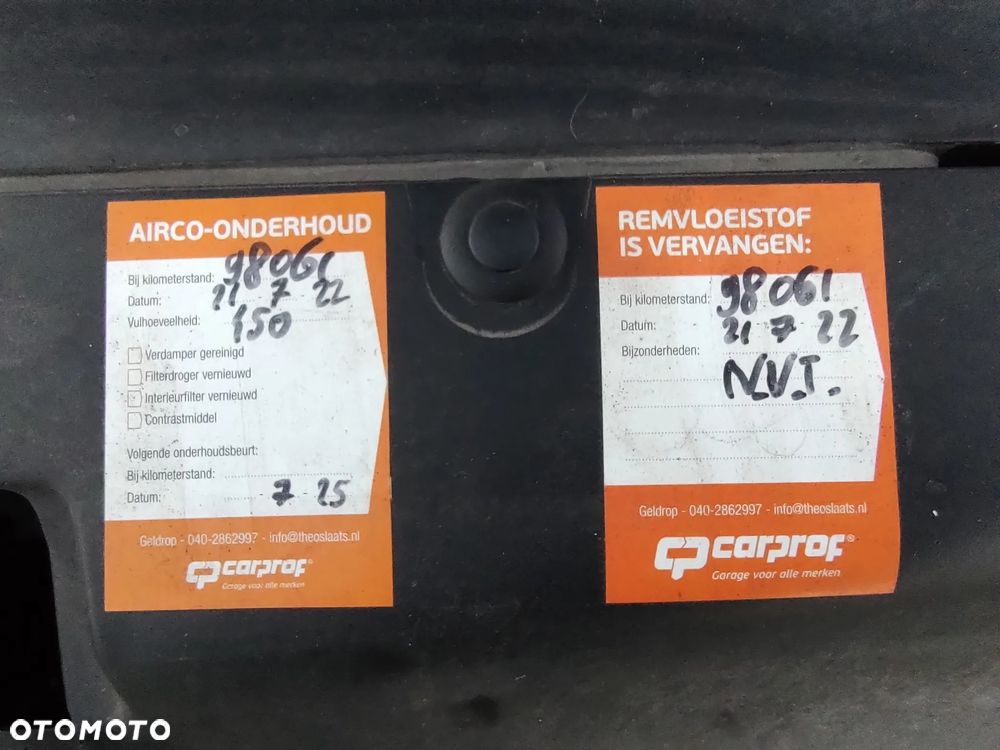 AIRCO-ONDERHOUD
Bij kilometerstand: 98061
Datum: 21 7 22
Vulhoeveelheid: 150
Verdamper gereinigd
Filterdroger vernieuwd
Interieurfilter vernieuwd
Contrastmiddel
Volgende onderhoudsbeurt:
Bij kilometerstand:
Datum: 7 25
Geldrop - 040-2862997 - info@theoslaats.nl
CP carprof®
Garage voor alle merken
REMVLOEISTOF
IS VERVANGEN:
Bij kilometerstand: 98061
Datum: 21 7 22
Bijzonderheden:
N.V.T.
Geldrop - 040-2862997 - info@theoslaats.nl
CP carprof®
Garage voor alle merken
OTOMOTO